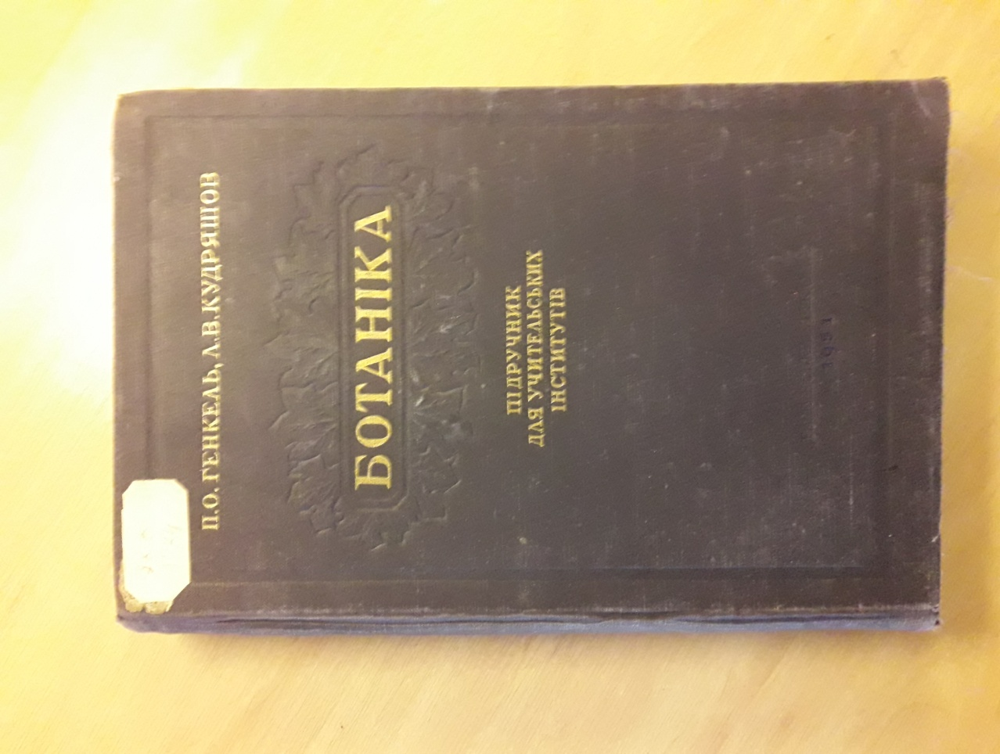 П.О. ГЕНКЕЛЬ, Л.В. КУДРЯШОВ
БОТАНІКА
ПІДРУЧНИК
ДЛЯ УЧИТЕЛЬСЬКИХ
ІНСТИТУТІВ
1951